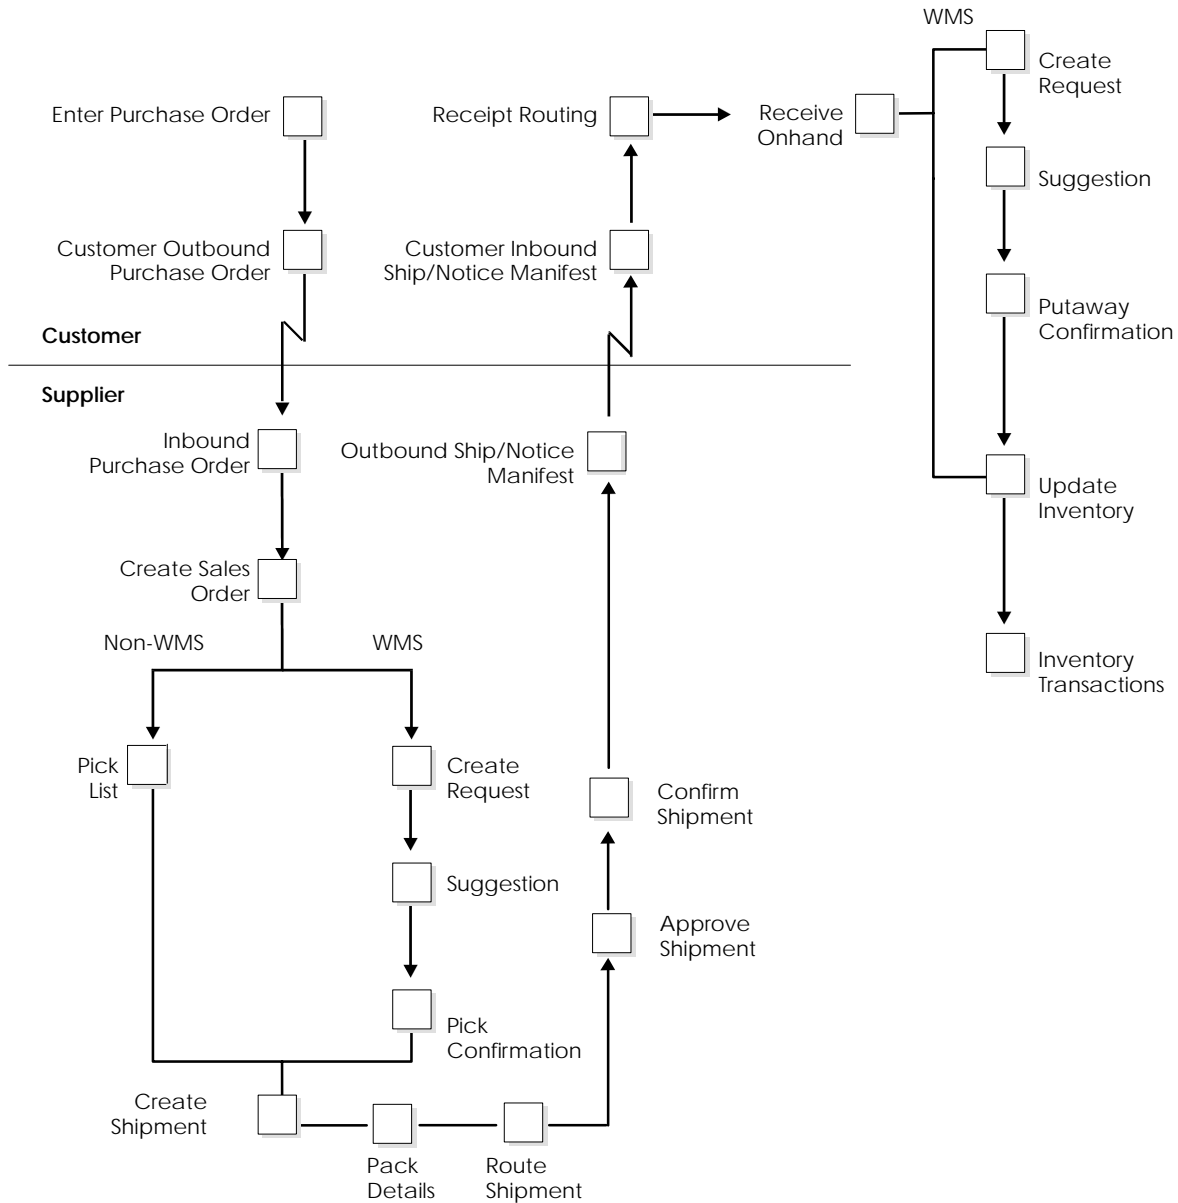 WMS
Create
Request
Enter Purchase Order
Receipt Routing
Receive
Onhand
Suggestion
Customer Outbound
Purchase Order
Customer Inbound
Ship/Notice Manifest
Putaway
Confirmation
Customer
Supplier
Inbound
Purchase Order
Outbound Ship/Notice
Manifest
Update
Inventory
Create Sales
Order
Non-WMS
WMS
Inventory
Transactions
Pick
List
Create
Request
Confirm
Shipment
Suggestion
Approve
Shipment
Pick
Confirmation
Create
Shipment
Pack
Details
Route
Shipment